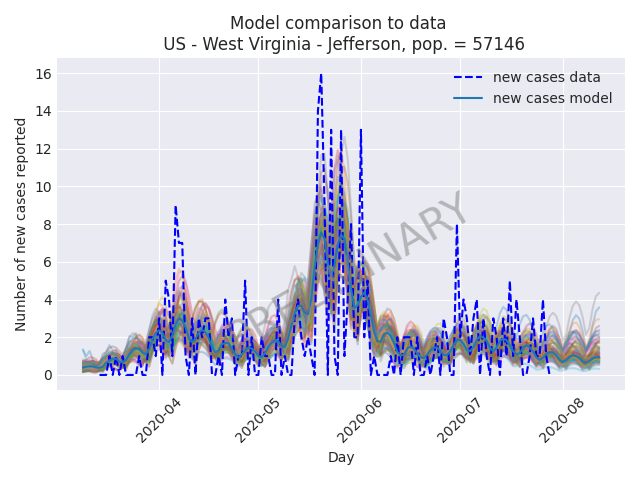 Model comparison to data
US - West Virginia - Jefferson, pop. = 57146
new cases data
new cases model
PRELIMINARY
Number of new cases reported
16
14
12
10
8
6
4
2
0
2020-04
2020-05
2020-06
2020-07
2020-08
Day